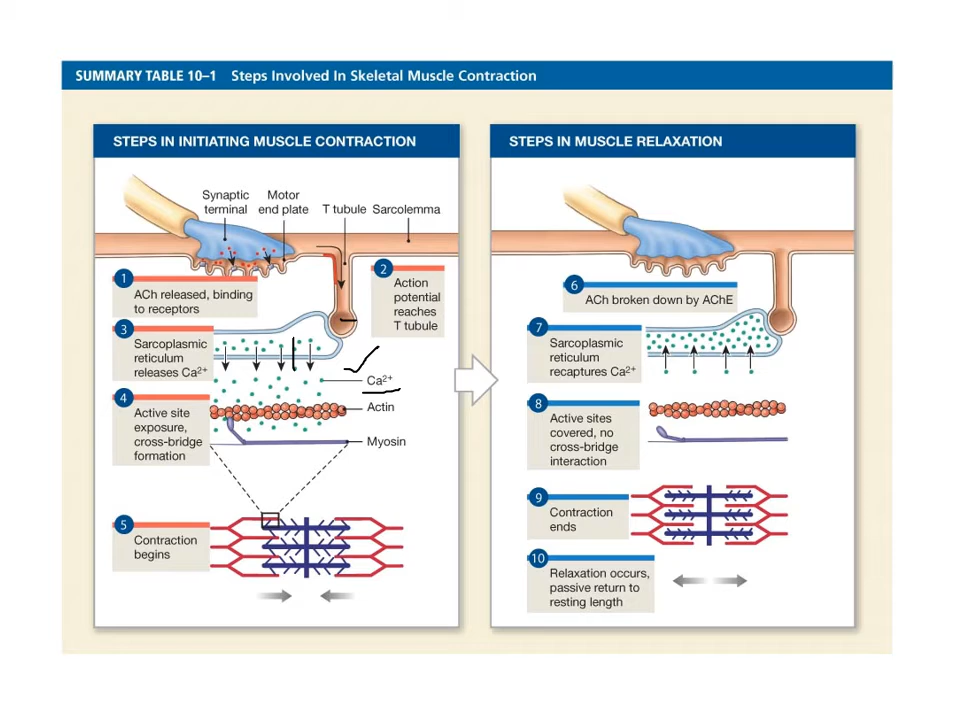 SUMMARY TABLE 10–1 Steps Involved In Skeletal Muscle Contraction
STEPS IN INITIATING MUSCLE CONTRACTION
Synaptic
terminal
Motor
end plate
T tubule
Sarcolemma
1
ACh released, binding
to receptors
2
Action
potential
reaches
T tubule
3
Sarcoplasmic
reticulum
releases Ca2+
Ca2+
4
Active site
exposure,
cross-bridge
formation
Actin
Myosin
5
Contraction
begins
STEPS IN MUSCLE RELAXATION
6
ACh broken down by AChE
7
Sarcoplasmic
reticulum
recaptures Ca2+
8
Active sites
covered, no
cross-bridge
interaction
9
Contraction
ends
10
Relaxation occurs,
passive return to
resting length